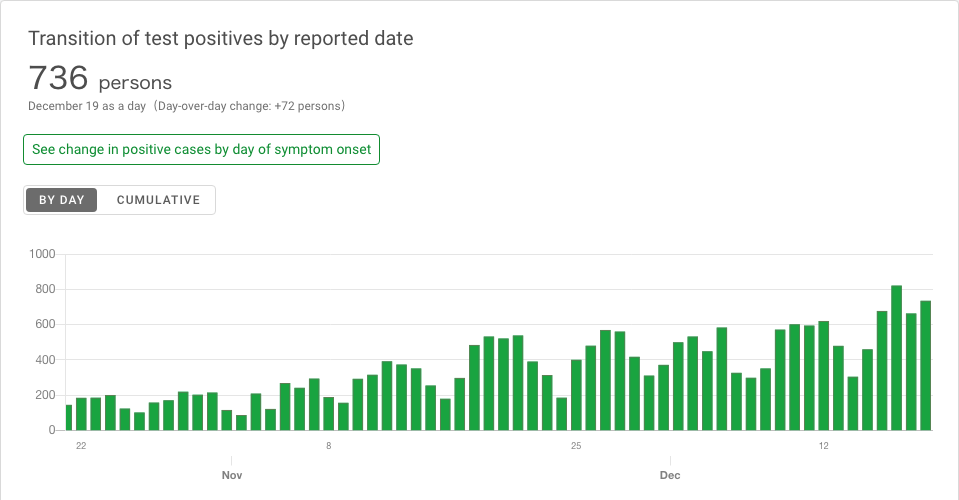 Transition of test positives by reported date
736 persons
December 19 as a day（Day-over-day change: +72 persons）
See change in positive cases by day of symptom onset
BY DAY CUMULATIVE
1000
800
600
400
200
0
22 8 25 12
Nov Dec